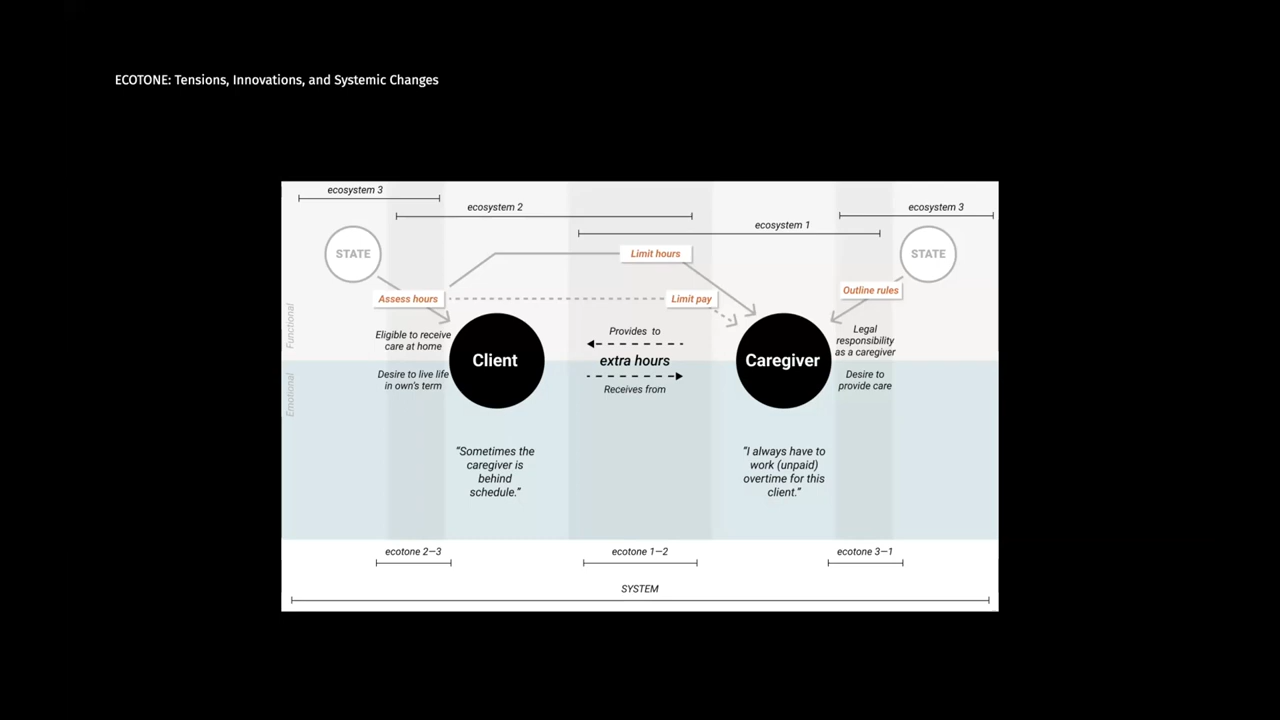 ECOTONE: Tensions, Innovations, and Systemic Changes
ecosystem 3
ecosystem 2
ecosystem 3
ecosystem 1
STATE
Limit hours
STATE
Assess hours
Limit pay
Outline rules
Functional
Eligible to receive
care at home
Provides to
Legal
responsibility
as a caregiver
Client
extra hours
Caregiver
Emotional
Desire to live life
in own's term
Receives from
Desire to
provide care
“Sometimes the
caregiver is
behind
schedule.”
“I always have to
work (unpaid)
overtime for this
client.”
ecotone 2—3
ecotone 1—2
ecotone 3—1
SYSTEM